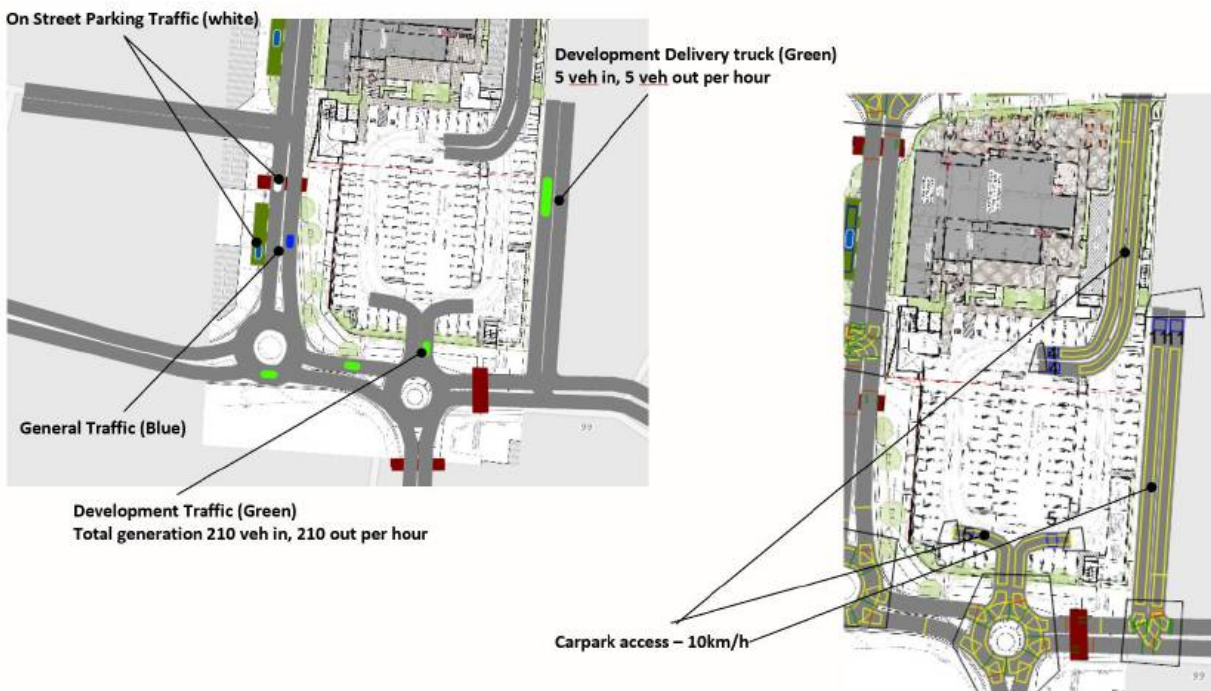 On Street Parking Traffic (white)
Development Delivery truck (Green)
5 veh in, 5 veh out per hour
General Traffic (Blue)
99
Development Traffic (Green)
Total generation 210 veh in, 210 out per hour
Carpark access – 10km/h
99